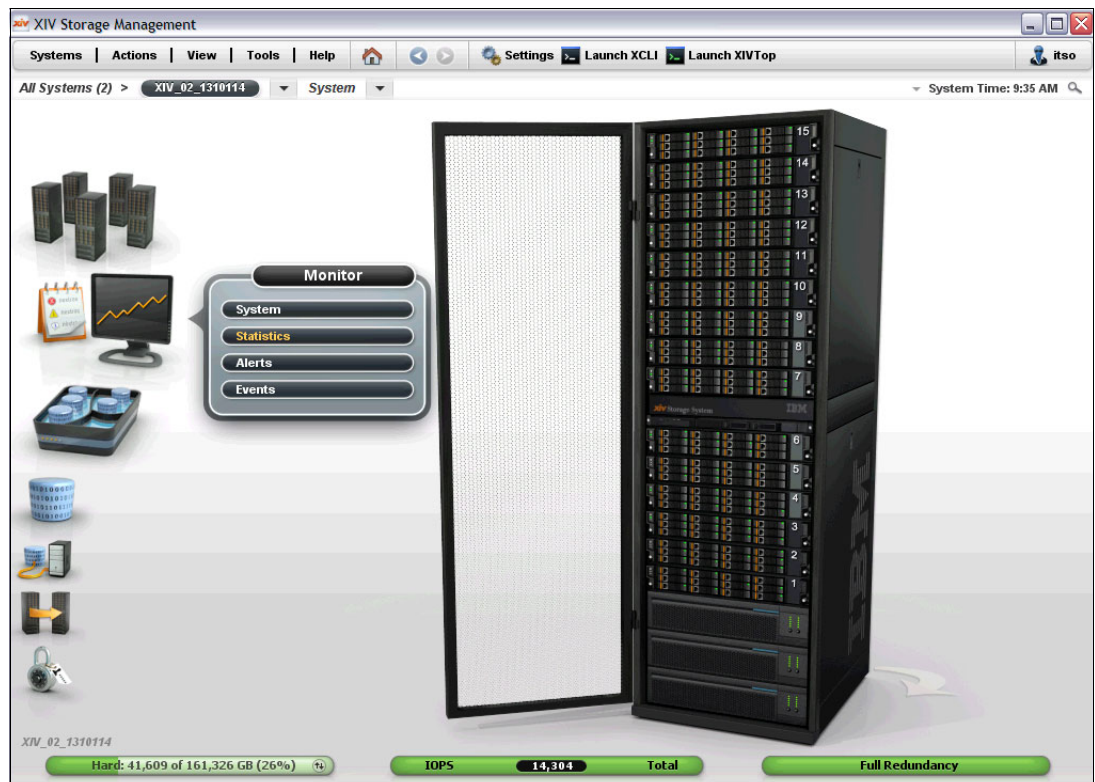 XIV XIV Storage Management
Systems | Actions | View | Tools | Help Settings Launch XCLI Launch XIVTop itso
All Systems (2) > XIV_02_1310114 System System Time: 9:35 AM
Monitor
System
Statistics
Alerts
Events
15
14
13
12
11
10
9
8
7
XIV Storage System IBM
6
5
4
3
2
1
IBM
XIV_02_1310114
Hard: 41,609 of 161,326 GB (26%) IOPS 14,304 Total Full Redundancy